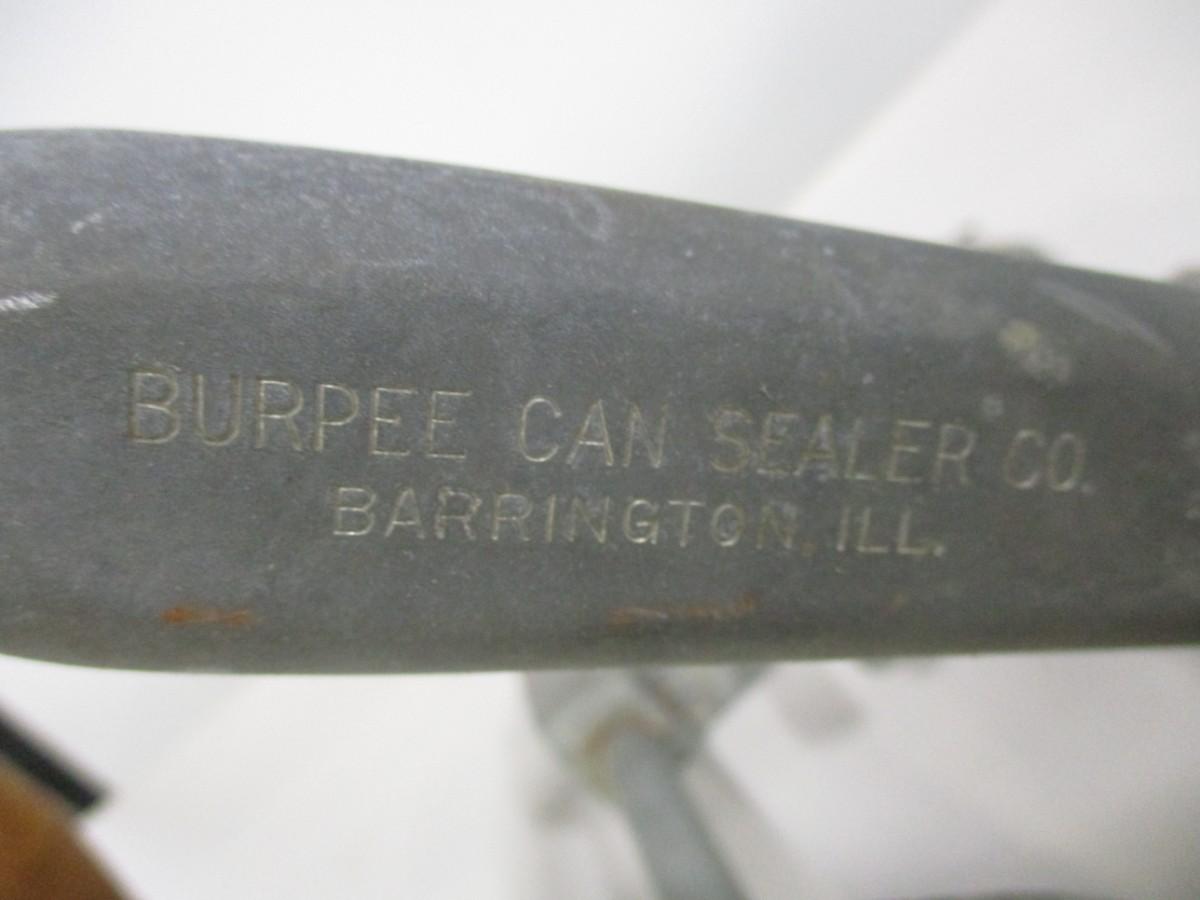 BURPEE CAN SEALER CO.
BARRINGTON, ILL.